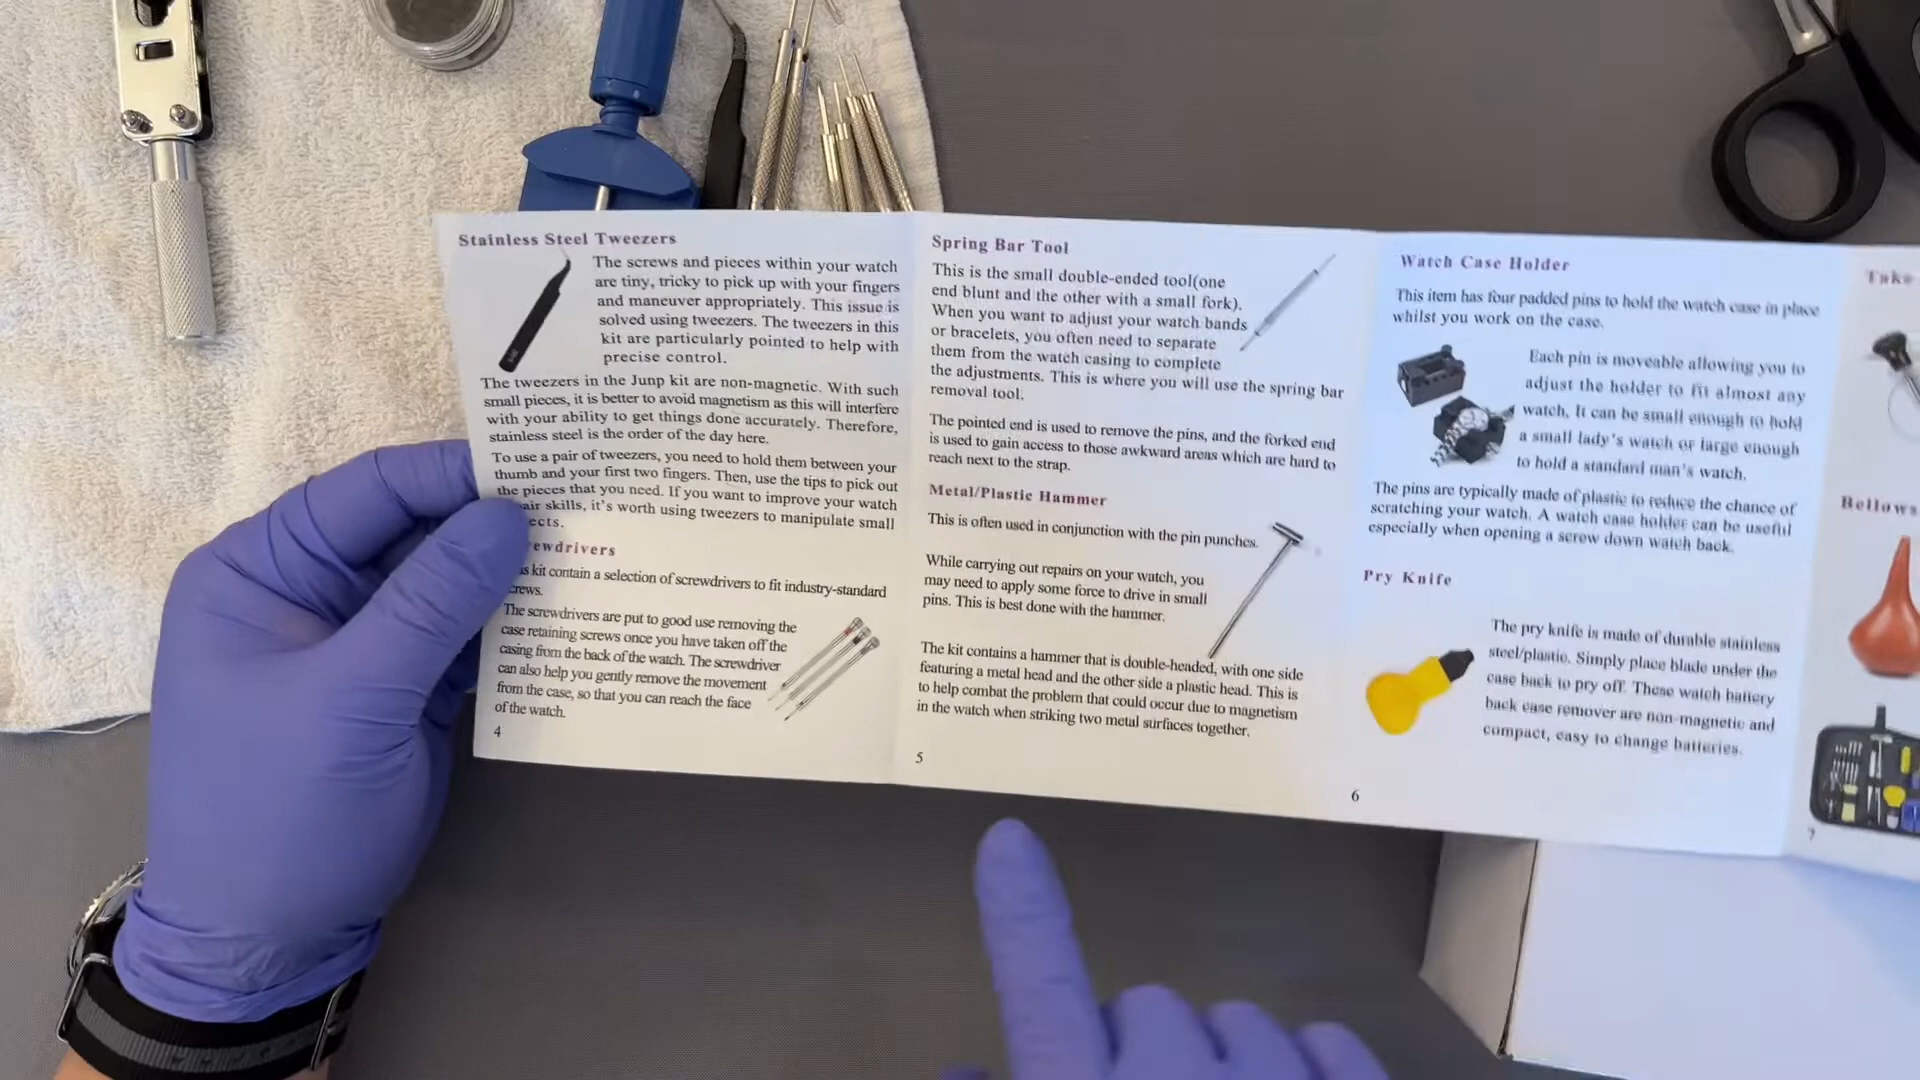 Stainless Steel Tweezers
The screws and pieces within your watch
are tiny, tricky to pick up with your fingers
and maneuver appropriately. This issue is
solved using tweezers. The tweezers in this
kit are particularly pointed to help with
precise control.
The tweezers in the Junp kit are non-magnetic. With such
small pieces, it is better to avoid magnetism as this will interfere
with your ability to get things done accurately. Therefore,
stainless steel is the order of the day here.
To use a pair of tweezers, you need to hold them between your
thumb and your first two fingers. Then, use the tips to pick out
the pieces that you need. If you want to improve your watch
air skills, it's worth using tweezers to manipulate small
ects.
ewdrivers
s kit contain a selection of screwdrivers to fit industry-standard
crews.
The screwdrivers are put to good use removing the
case retaining screws once you have taken off the
casing from the back of the watch. The screwdriver
can also help you gently remove the movement
from the case, so that you can reach the face
of the watch.
4
Spring Bar Tool
This is the small double-ended tool(one
end blunt and the other with a small fork).
When you want to adjust your watch bands
or bracelets, you often need to separate
them from the watch casing to complete
the adjustments. This is where you will use the spring bar
removal tool.
The pointed end is used to remove the pins, and the forked end
is used to gain access to those awkward areas which are hard to
reach next to the strap.
Metal/Plastic Hammer
This is often used in conjunction with the pin punches.
While carrying out repairs on your watch, you
may need to apply some force to drive in small
pins. This is best done with the hammer.
The kit contains a hammer that is double-headed, with one side
featuring a metal head and the other side a plastic head. This is
to help combat the problem that could occur due to magnetism
in the watch when striking two metal surfaces together.
5
Watch Case Holder
This item has four padded pins to hold the watch case in place
whilst you work on the case.
Each pin is moveable allowing you to
adjust the holder to fit almost any
watch. It can be small enough to hold
a small lady's watch or large enough
to hold a standard man's watch.
The pins are typically made of plastic to reduce the chance of
scratching your watch. A watch case holder can be useful
especially when opening a screw down watch back.
Pry Knife
The pry knife is made of durable stainless
steel/plastic. Simply place blade under the
case back to pry off. These watch battery
back case remover are non-magnetic and
compact, easy to change batteries.
6
Take
Bellows
7